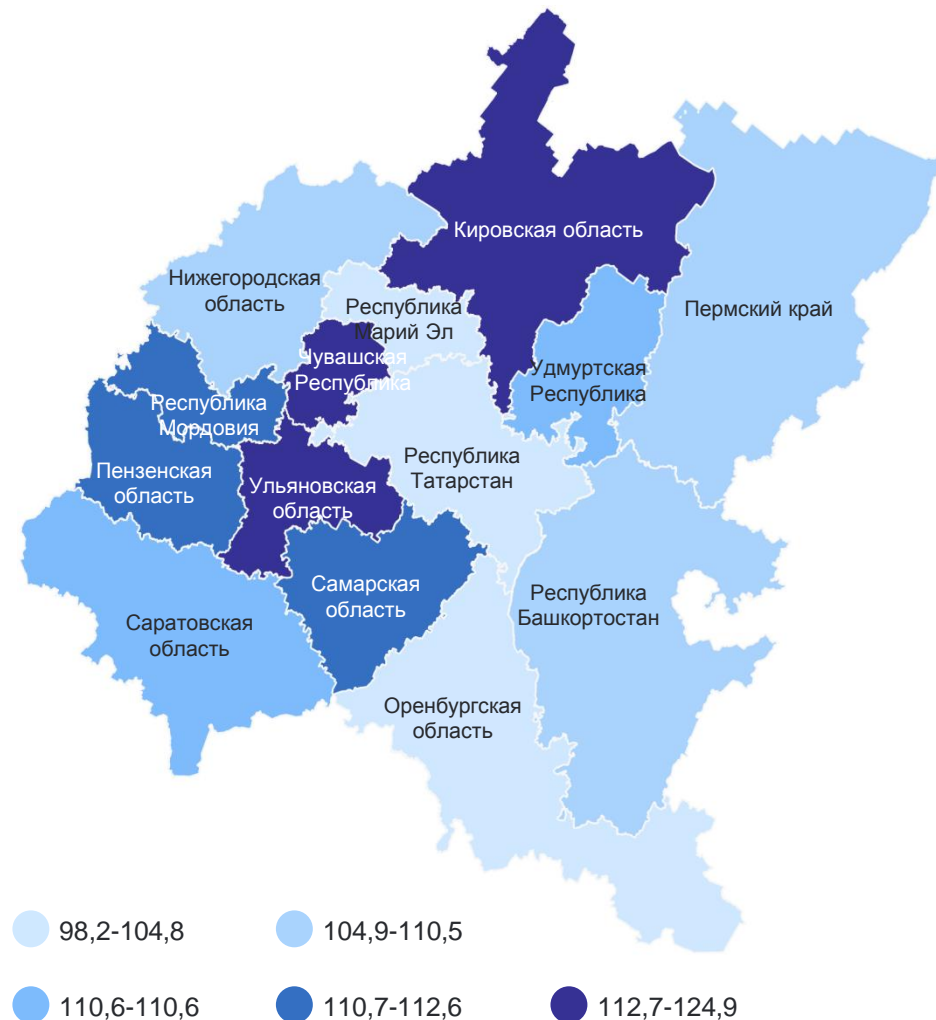 Кировская область
Нижегородская
область
Республика
Марий Эл
Пермский край
Чувашская
Республика
Удмуртская
Республика
Республика
Мордовия
Республика
Татарстан
Пензенская
область
Ульяновская
область
Самарская
область
Республика
Башкортостан
Саратовская
область
Оренбургская
область
98,2-104,8
104,9-110,5
110,6-110,6
110,7-112,6
112,7-124,9